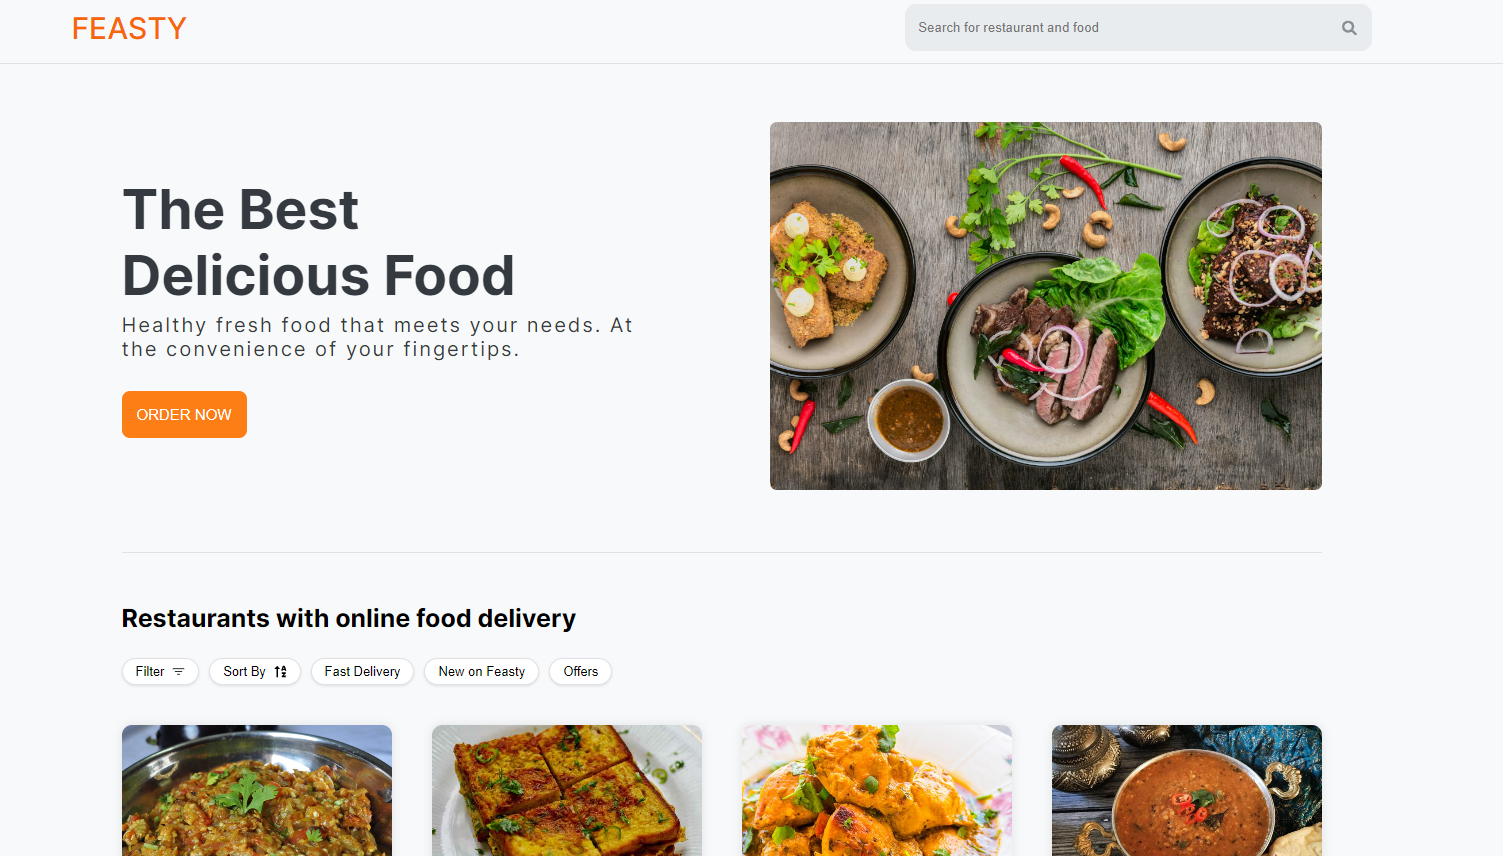 FEASTY
Search for restaurant and food
The Best
Delicious Food
Healthy fresh food that meets your needs. At
the convenience of your fingertips.
ORDER NOW
Restaurants with online food delivery
Filter
Sort By
Fast Delivery
New on Feasty
Offers